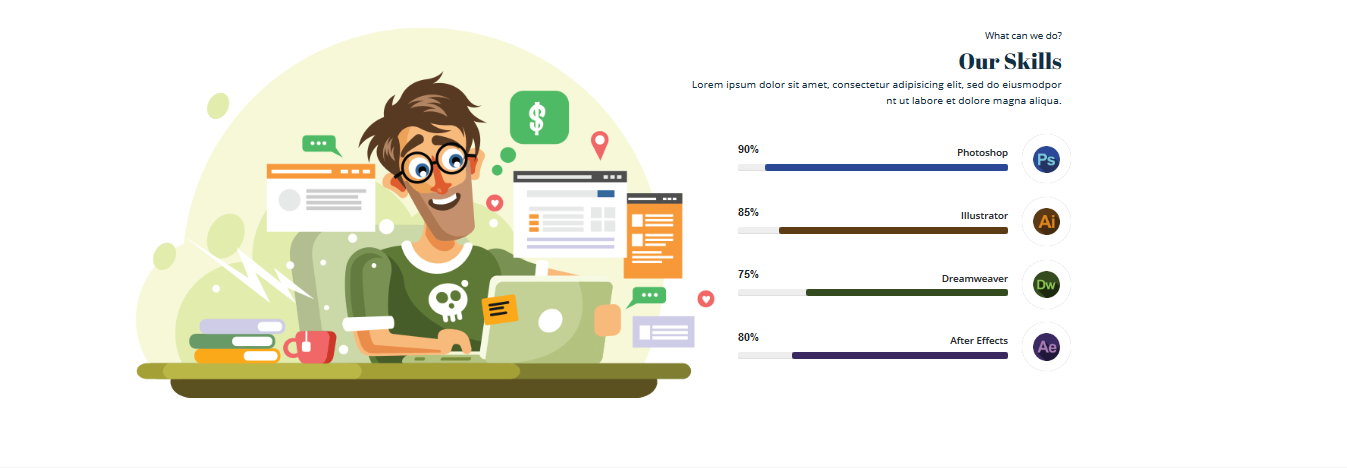 What can we do?
Our Skills
Lorem ipsum dolor sit amet, consectetur adipisicing elit, sed do eiusmodpor
nt ut labore et dolore magna aliqua.
$
90% Photoshop Ps
85% Illustrator Ai
75% Dreamweaver Dw
80% After Effects Ae